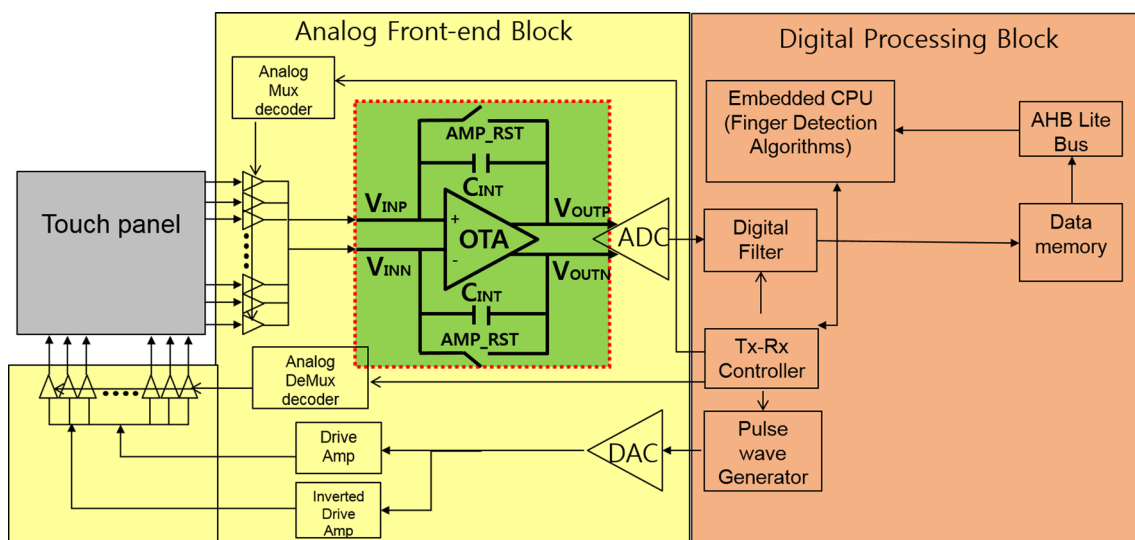 Analog Front-end Block
Digital Processing Block
Analog
Mux
decoder
Touch panel
AMP_RST
CINT
VINP
VINN
+
OTA
-
VOUTP
VOUTN
CINT
AMP_RST
ADC
Embedded CPU
(Finger Detection
Algorithms)
AHB Lite
Bus
Digital
Filter
Data
memory
Tx-Rx
Controller
Analog
DeMux
decoder
Drive
Amp
Inverted
Drive
Amp
DAC
Pulse
wave
Generator